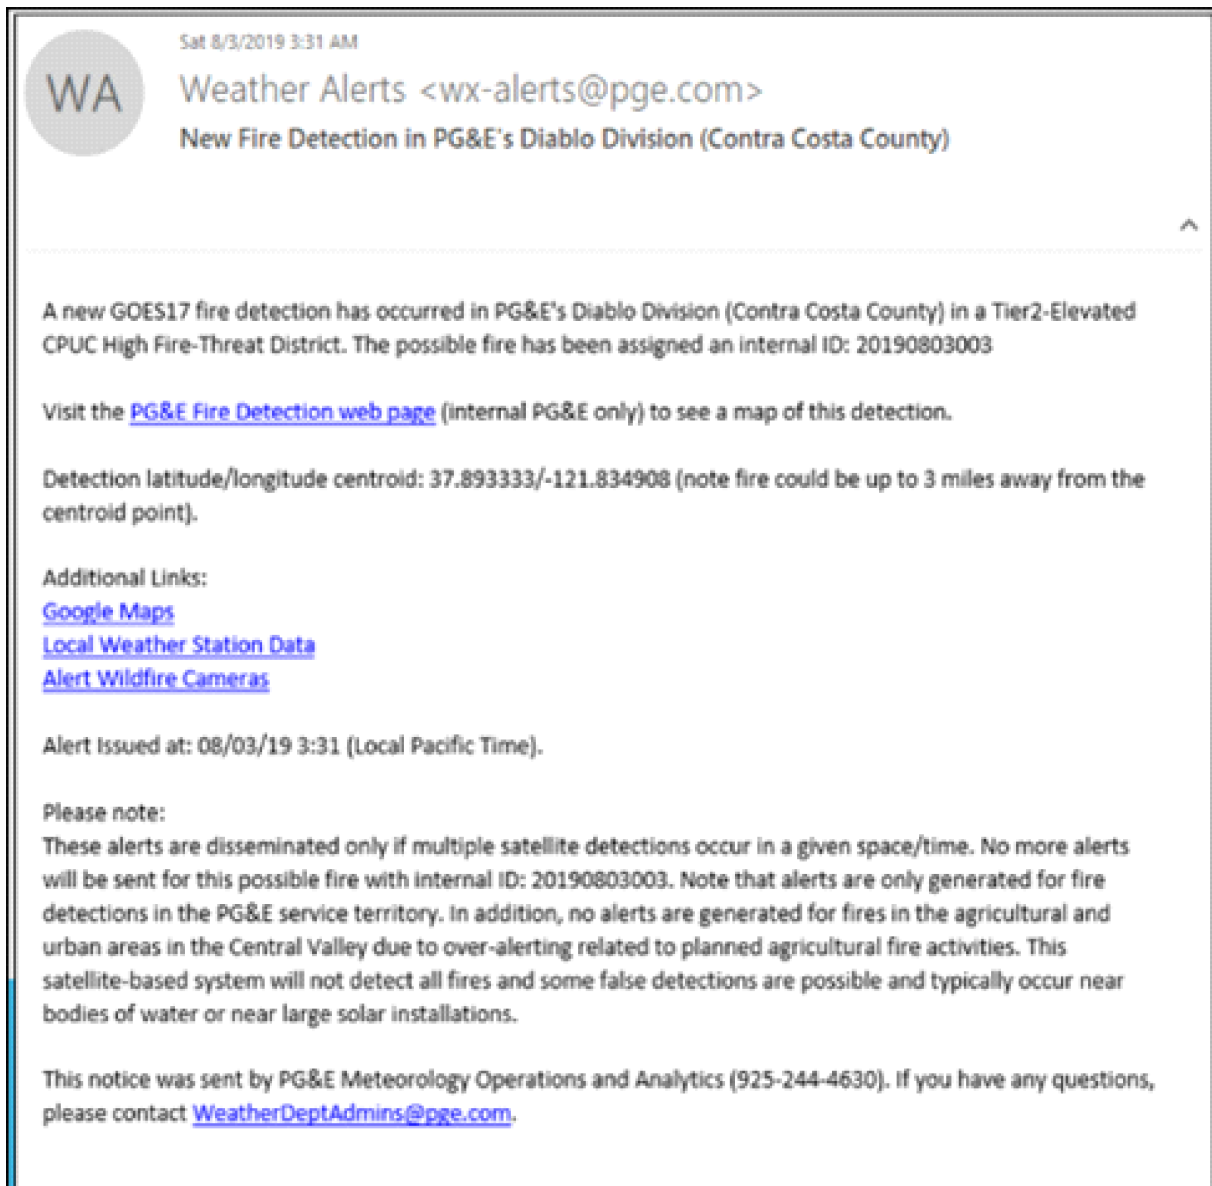 Sat 8/3/2019 3:31 AM
WA
Weather Alerts <wx-alerts@pge.com>
New Fire Detection in PG&E's Diablo Division (Contra Costa County)
A new GOES17 fire detection has occurred in PG&E's Diablo Division (Contra Costa County) in a Tier2-Elevated
CPUC High Fire-Threat District. The possible fire has been assigned an internal ID: 20190803003
Visit the PG&E Fire Detection web page (internal PG&E only) to see a map of this detection.
Detection latitude/longitude centroid: 37.893333/-121.834908 (note fire could be up to 3 miles away from the
centroid point).
Additional Links:
Google Maps
Local Weather Station Data
Alert Wildfire Cameras
Alert Issued at: 08/03/19 3:31 (Local Pacific Time).
Please note:
These alerts are disseminated only if multiple satellite detections occur in a given space/time. No more alerts
will be sent for this possible fire with internal ID: 20190803003. Note that alerts are only generated for fire
detections in the PG&E service territory. In addition, no alerts are generated for fires in the agricultural and
urban areas in the Central Valley due to over-alerting related to planned agricultural fire activities. This
satellite-based system will not detect all fires and some false detections are possible and typically occur near
bodies of water or near large solar installations.
This notice was sent by PG&E Meteorology Operations and Analytics (925-244-4630). If you have any questions,
please contact WeatherDeptAdmins@pge.com.